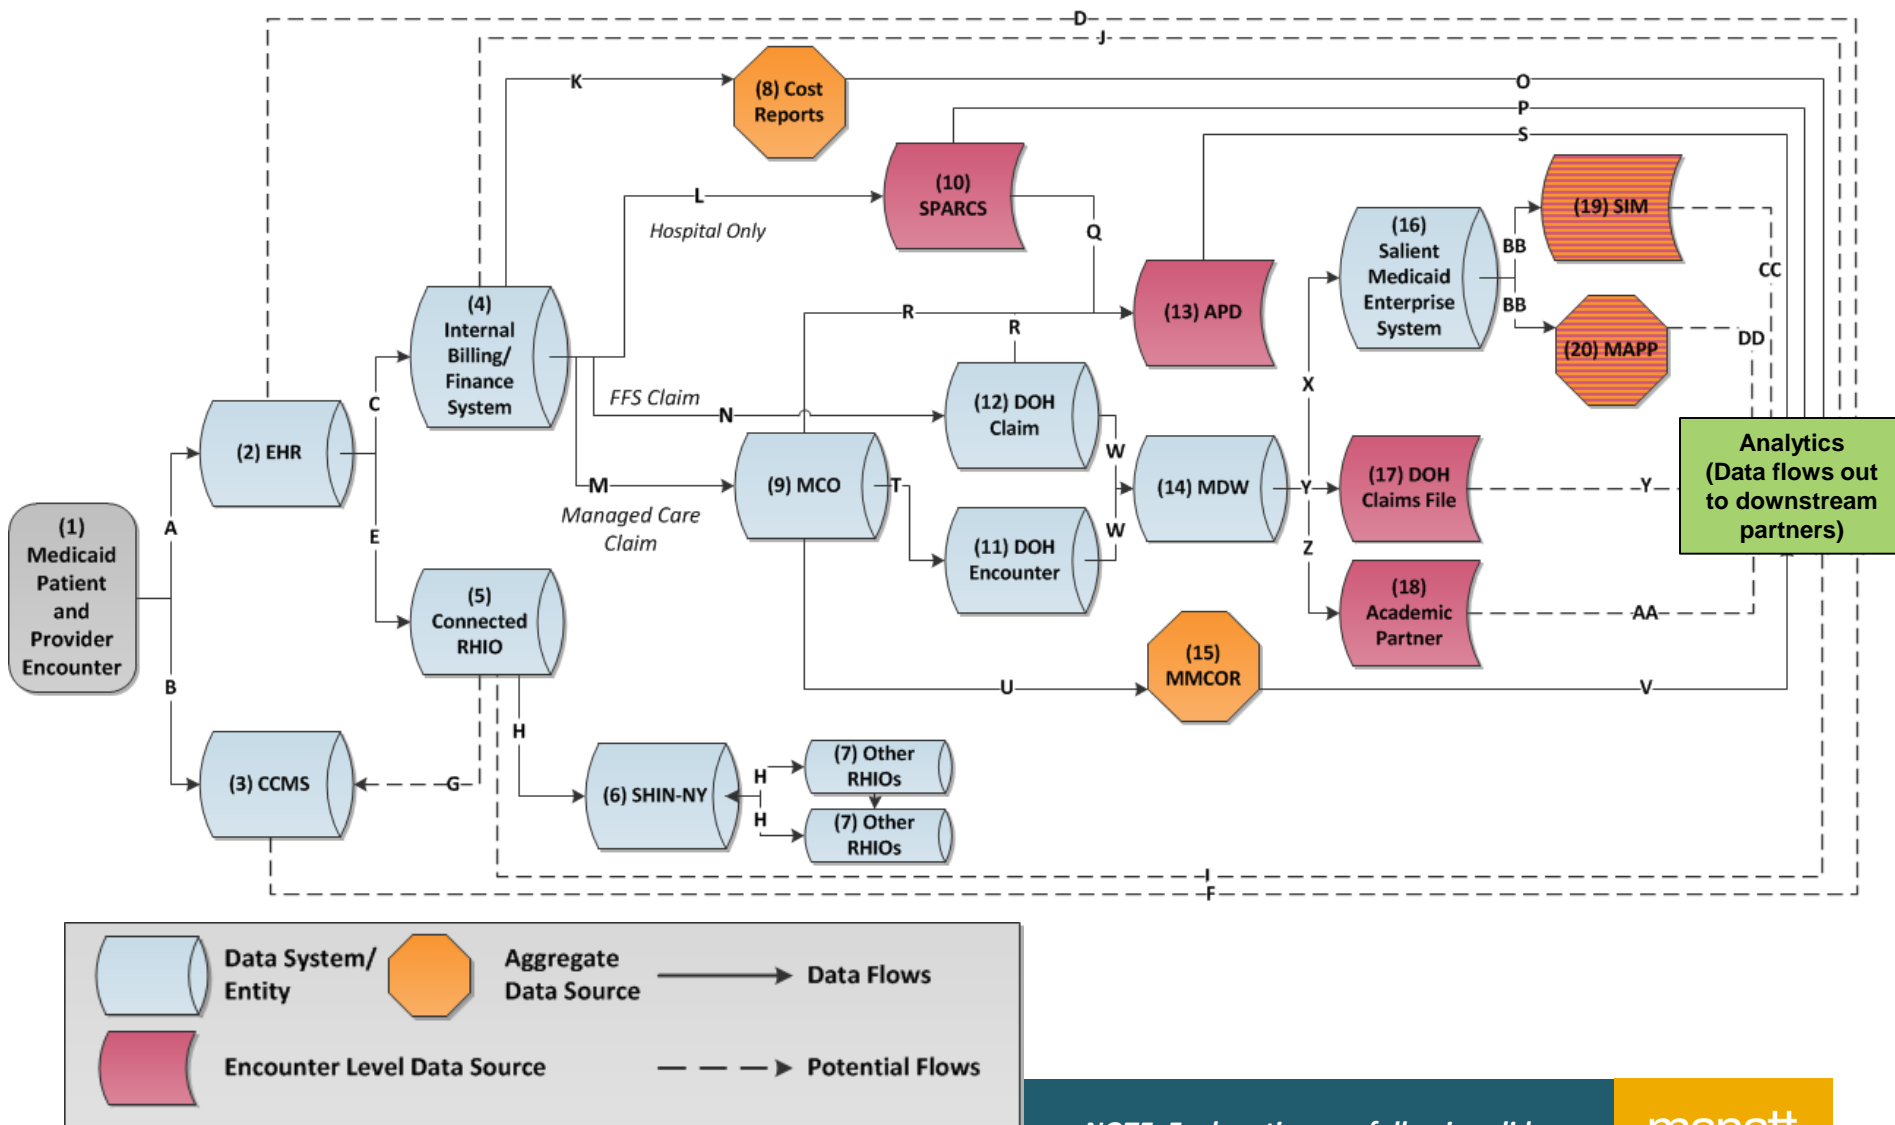 D
J
K
(8) Cost
Reports
O
P
S
L
Hospital Only
(10)
SPARCS
Q
(19) SIM
(16)
Salient
Medicaid
Enterprise
System
BB
BB
CC
(4)
Internal
Billing/
Finance
System
R
R
(13) APD
(20) MAPP
DD
C
FFS Claim
N
(12) DOH
Claim
X
(2) EHR
W
Analytics
(Data flows out
to downstream
partners)
M
Managed Care
Claim
(9) MCO
T
(14) MDW
Y
(17) DOH
Claims File
Y
(1)
Medicaid
Patient
and
Provider
Encounter
A
E
W
(11) DOH
Encounter
Z
(5)
Connected
RHIO
(18)
Academic
Partner
AA
B
U
(15)
MMCOR
V
H
(3) CCMS
G
(6) SHIN-NY
H
H
(7) Other
RHIOs
(7) Other
RHIOs
I
F
Data System/
Entity
Aggregate
Data Source
Data Flows
Encounter Level Data Source
Potential Flows